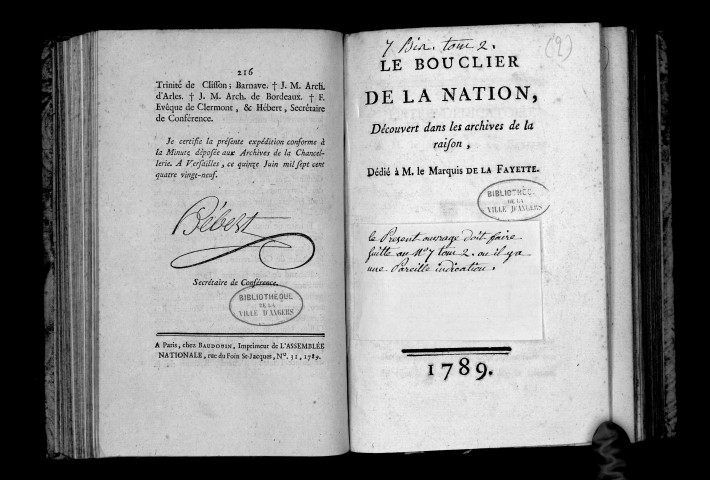 216
Trinité de Clisson; Barnave. † J. M. Arch.
d'Arles. † J. M. Arch. de Bordeaux. † F.
Evêque de Clermont, & Hébert, Secrétaire
de Conférence.
Je certifie la présente expédition conforme à
la Minute déposée aux Archives de la Chancel-
lerie. A Versailles, ce quinze Juin mil sept cent
quatre vingt-neuf.
Hébert
Secrétaire de Conférence.
BIBLIOTHÈQUE
DE LA
VILLE D'ANGERS
A Paris, chez BAUDOUIN, Imprimeur de L'ASSEMBLÉE
NATIONALE, rue du Foin St-Jacques, N°. 31, 1789.
7 Bis. tom 2.
(2)
LE BOUCLIER
DE LA NATION,
Découvert dans les archives de la
raison,
Dédié à M. le Marquis DE LA FAYETTE.
BIBLIOTHÈQUE
DE LA
VILLE D'ANGERS
le Present ouvrage doit faire
suitte au N° 7 tom 2. ou il y a
une Pareille indication.
1789.